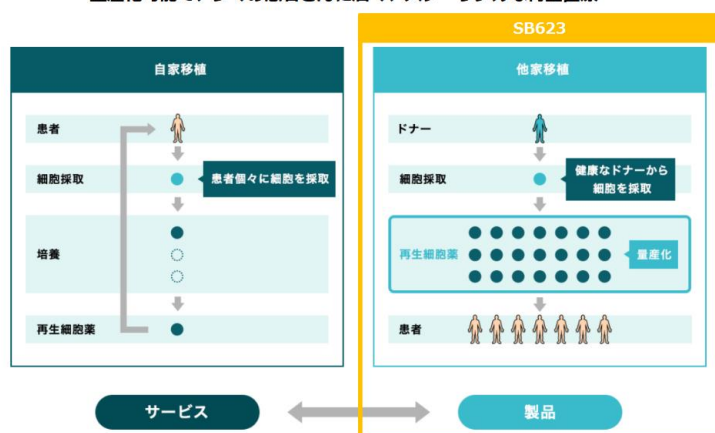 SB623
自家移植
患者
細胞採取
患者個々に細胞を採取
培養
再生細胞薬
サービス
他家移植
ドナー
細胞採取
健康なドナーから
細胞を採取
再生細胞薬
量産化
患者
製品